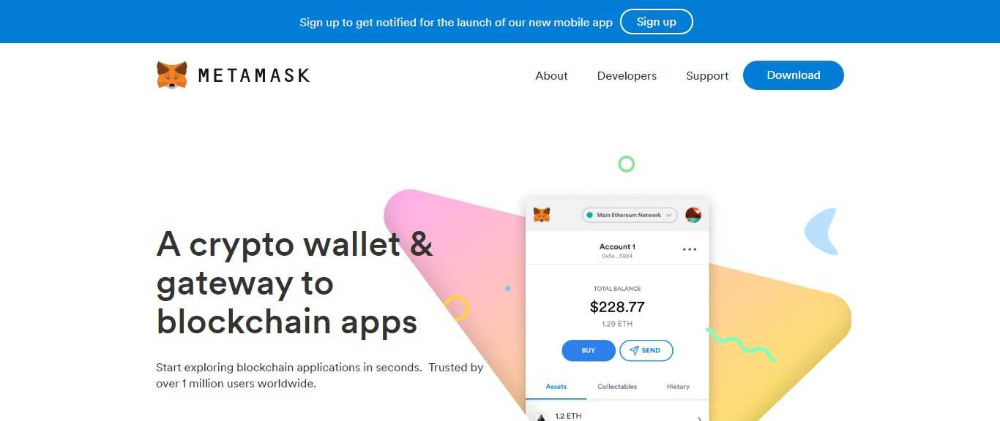 Sign up to get notified for the launch of our new mobile app
Sign up
METAMASK
About
Developers
Support
Download
A crypto wallet &
gateway to
blockchain apps
Start exploring blockchain applications in seconds.  Trusted by
over 1 million users worldwide.
Main Ethereum Network
Account 1
0x5e...5924
TOTAL BALANCE
$228.77
1.29 ETH
BUY
SEND
Assets
Collectables
History
1.2 ETH